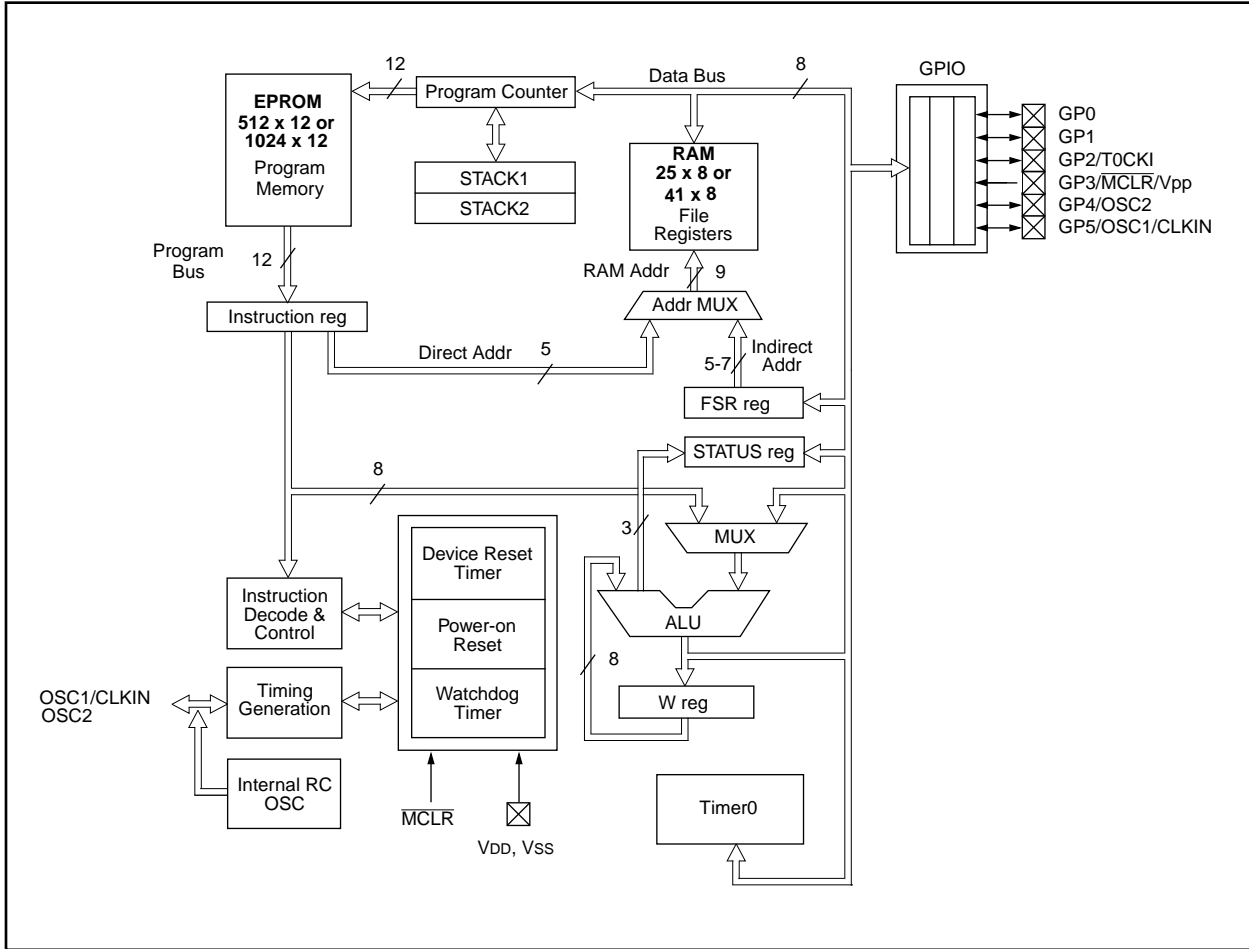 12
Data Bus
8
GPIO
EPROM
512 x 12 or
1024 x 12
Program
Memory
Program Counter
STACK1
STACK2
RAM
25 x 8 or
41 x 8
File
Registers
GP0
GP1
GP2/T0CKI
GP3/MCLR/Vpp
GP4/OSC2
GP5/OSC1/CLKIN
Program
Bus
12
RAM Addr
9
Addr MUX
Instruction reg
Direct Addr
5
5-7
Indirect
Addr
FSR reg
STATUS reg
8
3
MUX
Device Reset
Timer
Power-on
Reset
Watchdog
Timer
Instruction
Decode &
Control
ALU
8
W reg
OSC1/CLKIN
OSC2
Timing
Generation
Internal RC
OSC
MCLR
VDD, VSS
Timer0